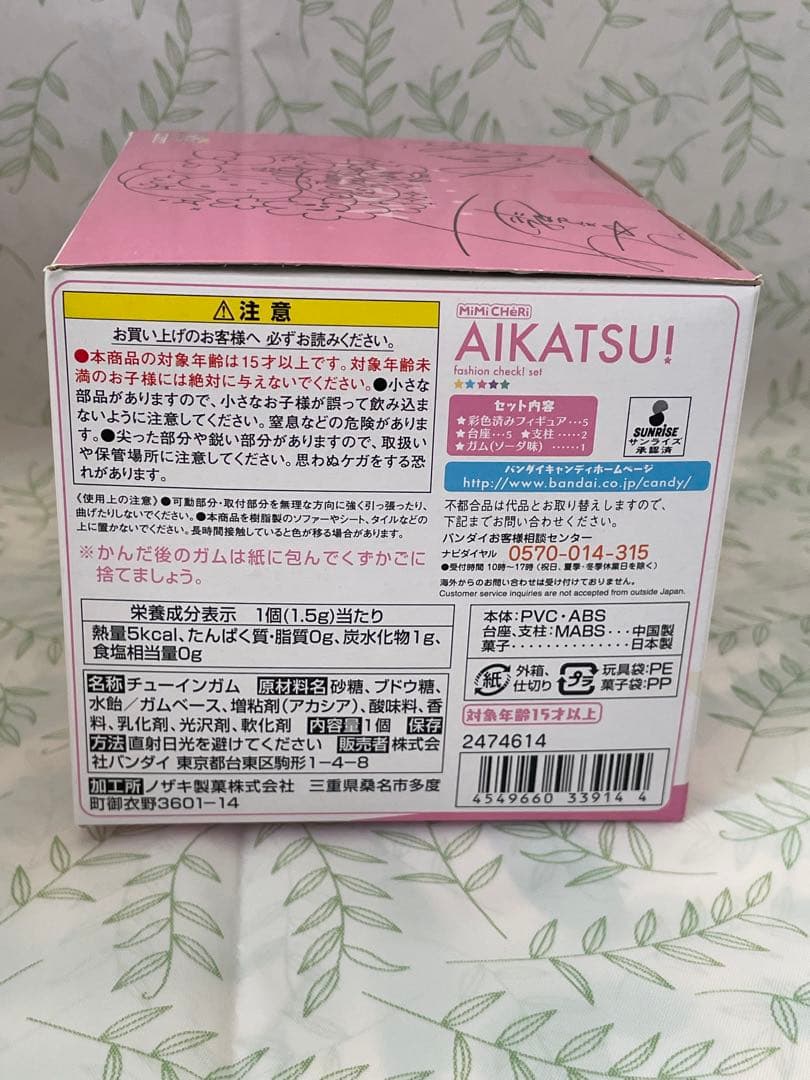 ⚠注意
お買い上げのお客様へ 必ずお読みください。
●本商品の対象年齢は15才以上です。対象年齢未
満のお子様には絶対に与えないでください。●小さな
部品がありますので、小さなお子様が誤って飲み込ま
ないように注意してください。窒息などの危険がありま
す。●尖った部分や鋭い部分がありますので、取扱い
や保管場所に注意してください。思わぬケガをする恐
れがあります。
《使用上の注意》●可動部分・取付部分を無理な方向に強く引っ張ったり、
曲げたりしないでください。●本商品を樹脂製のソファーやシート、タイルなどの
上に置かないでください。長時間接触していると色が移る場合があります。
※かんだ後のガムは紙に包んでくずかごに
捨てましょう。
栄養成分表示 1個(1.5g)当たり
熱量5kcal、たんぱく質・脂質0g、炭水化物1g、
食塩相当量0g
名称 チューインガム 原材料名 砂糖、ブドウ糖、
水飴/ガムベース、増粘剤(アカシア)、酸味料、香
料、乳化剤、光沢剤、軟化剤 内容量 1個 保存
方法 直射日光を避けてください 販売者 株式会
社バンダイ 東京都台東区駒形1-4-8
加工所 ノザキ製菓株式会社 三重県桑名市多度
町御衣野3601-14
MiMi CHéRi
AIKATSU!
fashion check! set
セット内容
★彩色済みフィギュア…5
★台座…5 ★支柱……2
★ガム(ソーダ味)……1
SUNRISE
サンライズ
承認済
バンダイキャンディホームページ
http://www.bandai.co.jp/candy/
不都合品は代品とお取り替えしますので、
下記までお問い合わせください。
バンダイお客様相談センター
ナビダイヤル 0570-014-315
●受付時間 10時~17時(祝日、夏季・冬季休業日を除く)
海外からのお問い合わせは受け付けておりません。
Customer service inquiries are not accepted from outside Japan.
本体:PVC・ABS
台座、支柱:MABS…中国製
菓子……………日本製
紙 外箱、
仕切り
プラ 玩具袋:PE
菓子袋:PP
対象年齢15才以上
2474614
4549660339144